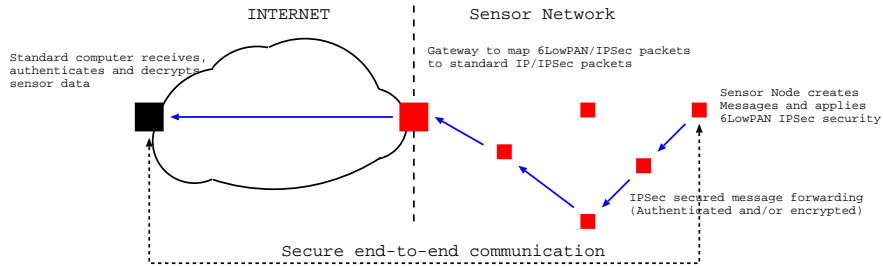 INTERNET
Sensor Network
Standard computer receives,
authenticates and decrypts
sensor data
Gateway to map 6LowPAN/IPSec packets
to standard IP/IPSec packets
Sensor Node creates
Messages and applies
6LowPAN IPSec security
IPSec secured message forwarding
(Authenticated and/or encrypted)
Secure end-to-end communication